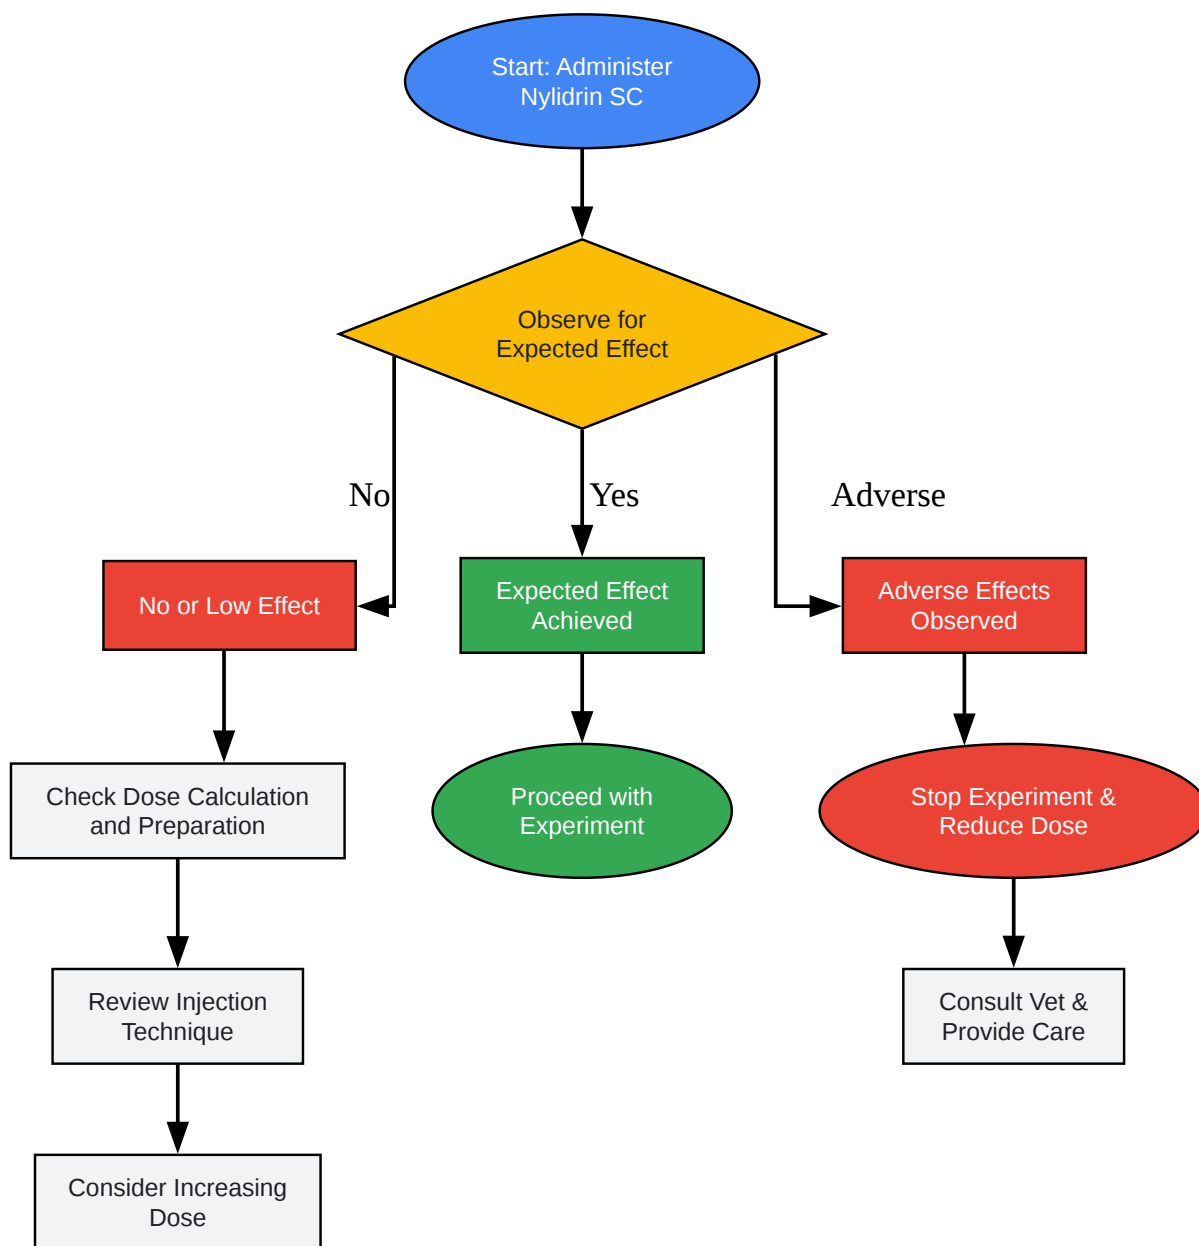 Start: Administer
Nylidrin SC
Observe for
Expected Effect
No
Yes
Adverse
No or Low Effect
Expected Effect
Achieved
Adverse Effects
Observed
Check Dose Calculation
and Preparation
Proceed with
Experiment
Stop Experiment &
Reduce Dose
Review Injection
Technique
Consult Vet &
Provide Care
Consider Increasing
Dose